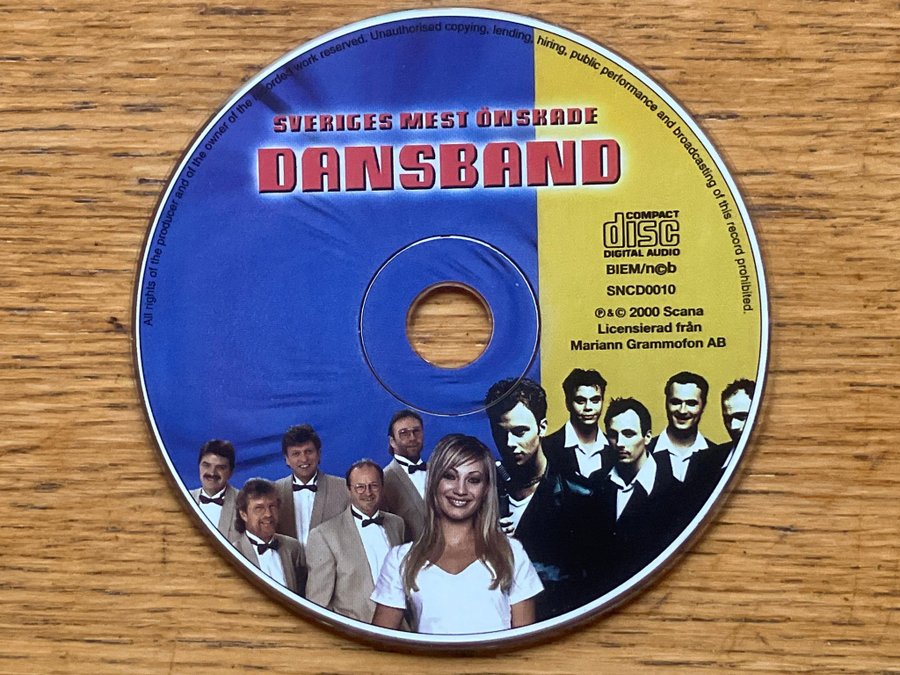 All rights of the producer and of the owner of the recorded work reserved. Unauthorised copying, lending, hiring, public performance and broadcasting of this record prohibited.
SVERIGES MEST ÖNSKADE
DANSBAND
COMPACT
disc
DIGITAL AUDIO
BIEM/n©b
SNCD0010
℗ & © 2000 Scana
Licensierad från
Mariann Grammofon AB